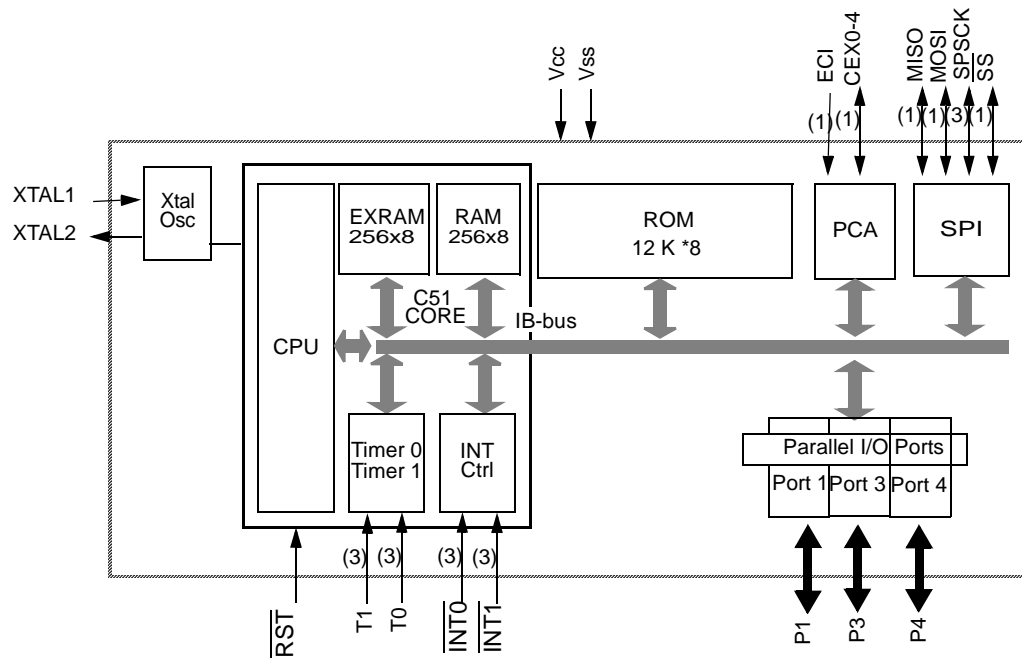 Vcc
Vss
ECI
CEX0-4
MISO
MOSI
SPSCK
SS
(1)
(1)
(1)
(1)
(3)
(1)
XTAL1
XTAL2
Xtal
Osc
EXRAM
256x8
RAM
256x8
ROM
12 K *8
PCA
SPI
C51
CORE
IB-bus
CPU
Timer 0
Timer 1
INT
Ctrl
Parallel I/O Ports
Port 1
Port 3
Port 4
(3)
(3)
(3)
(3)
RST
T1
T0
INT0
INT1
P1
P3
P4